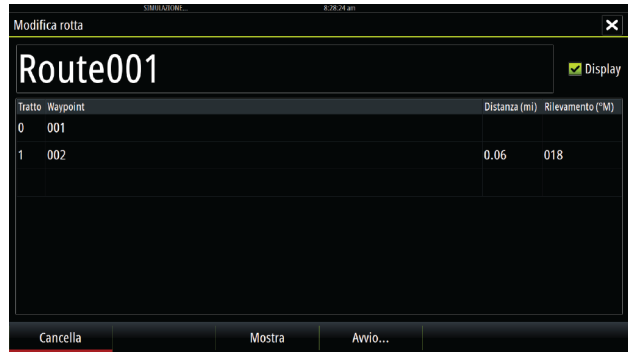 SIMULAZIONE... 8:28:24 am
Modifica rotta
Route001 Display
Tratto Waypoint Distanza (mi) Rilevamento (°M)
0 001
1 002 0.06 018
Cancella Mostra Avvio...